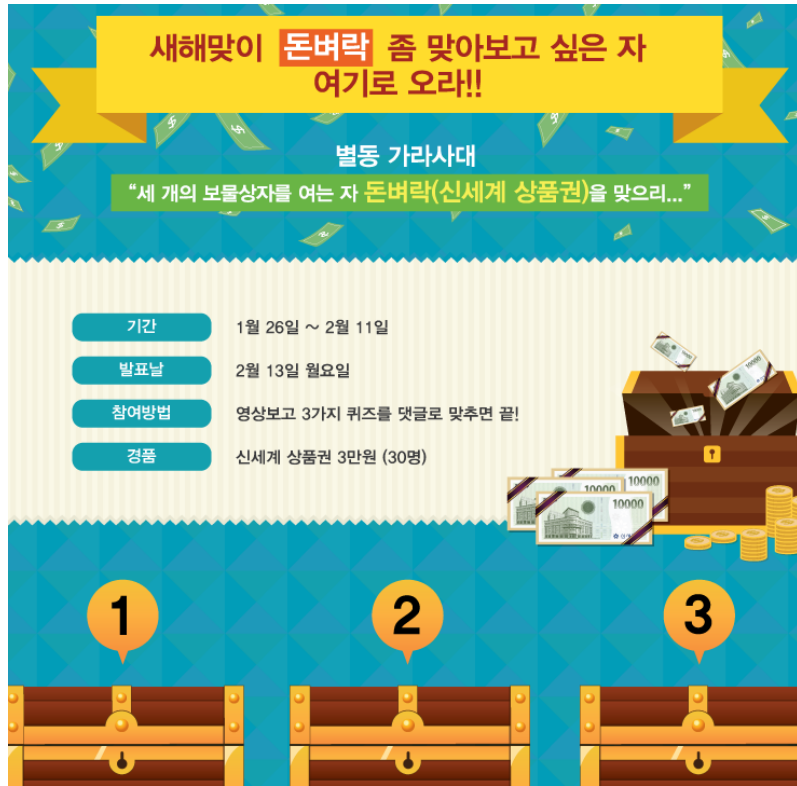 새해맞이 돈벼락 좀 맞아보고 싶은 자
여기로 오라!!
별동 가라사대
“세 개의 보물상자를 여는 자 돈벼락(신세계 상품권)을 맞으리...”
기간 1월 26일 ~ 2월 11일
발표날 2월 13일 월요일
참여방법 영상보고 3가지 퀴즈를 댓글로 맞추면 끝!
경품 신세계 상품권 3만원 (30명)
10000
10000
10000
10000
1 2 3